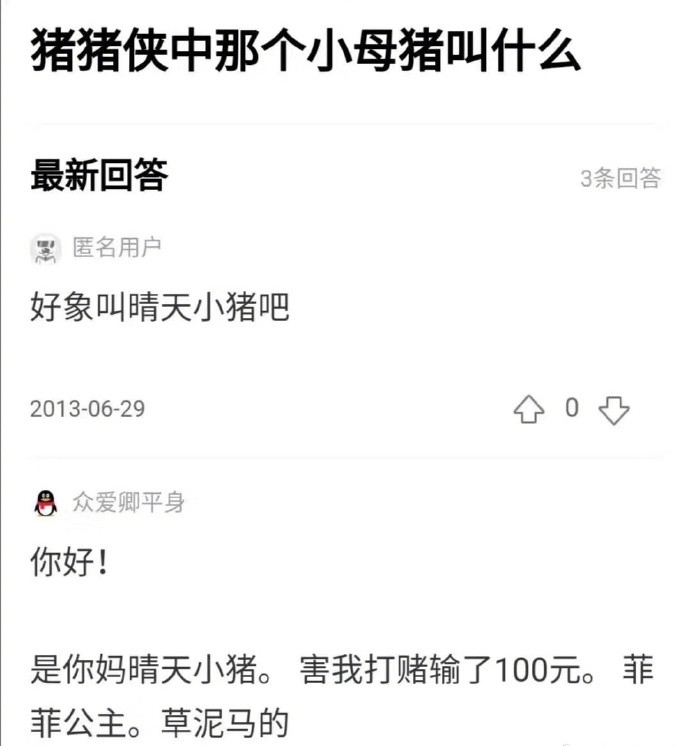 猪猪侠中那个小母猪叫什么
最新回答
3条回答
匿名用户
好象叫晴天小猪吧
2013-06-29
0
众爱卿平身
你好！
是你妈晴天小猪。 害我打赌输了100元。 菲
菲公主。草泥马的